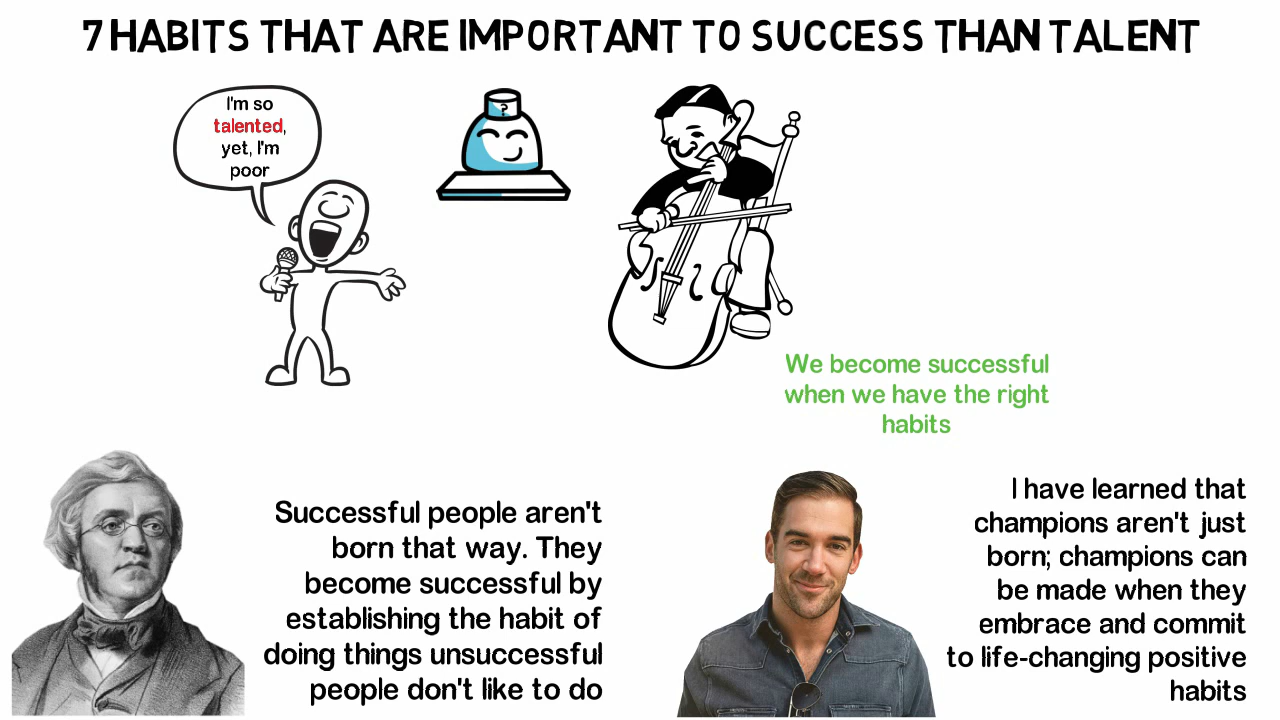 7 HABITS THAT ARE IMPORTANT TO SUCCESS THAN TALENT
I'm so
talented,
yet, I'm
poor
?
We become successful
when we have the right
habits
Successful people aren't
born that way. They
become successful by
establishing the habit of
doing things unsuccessful
people don't like to do
I have learned that
champions aren't just
born; champions can
be made when they
embrace and commit
to life-changing positive
habits